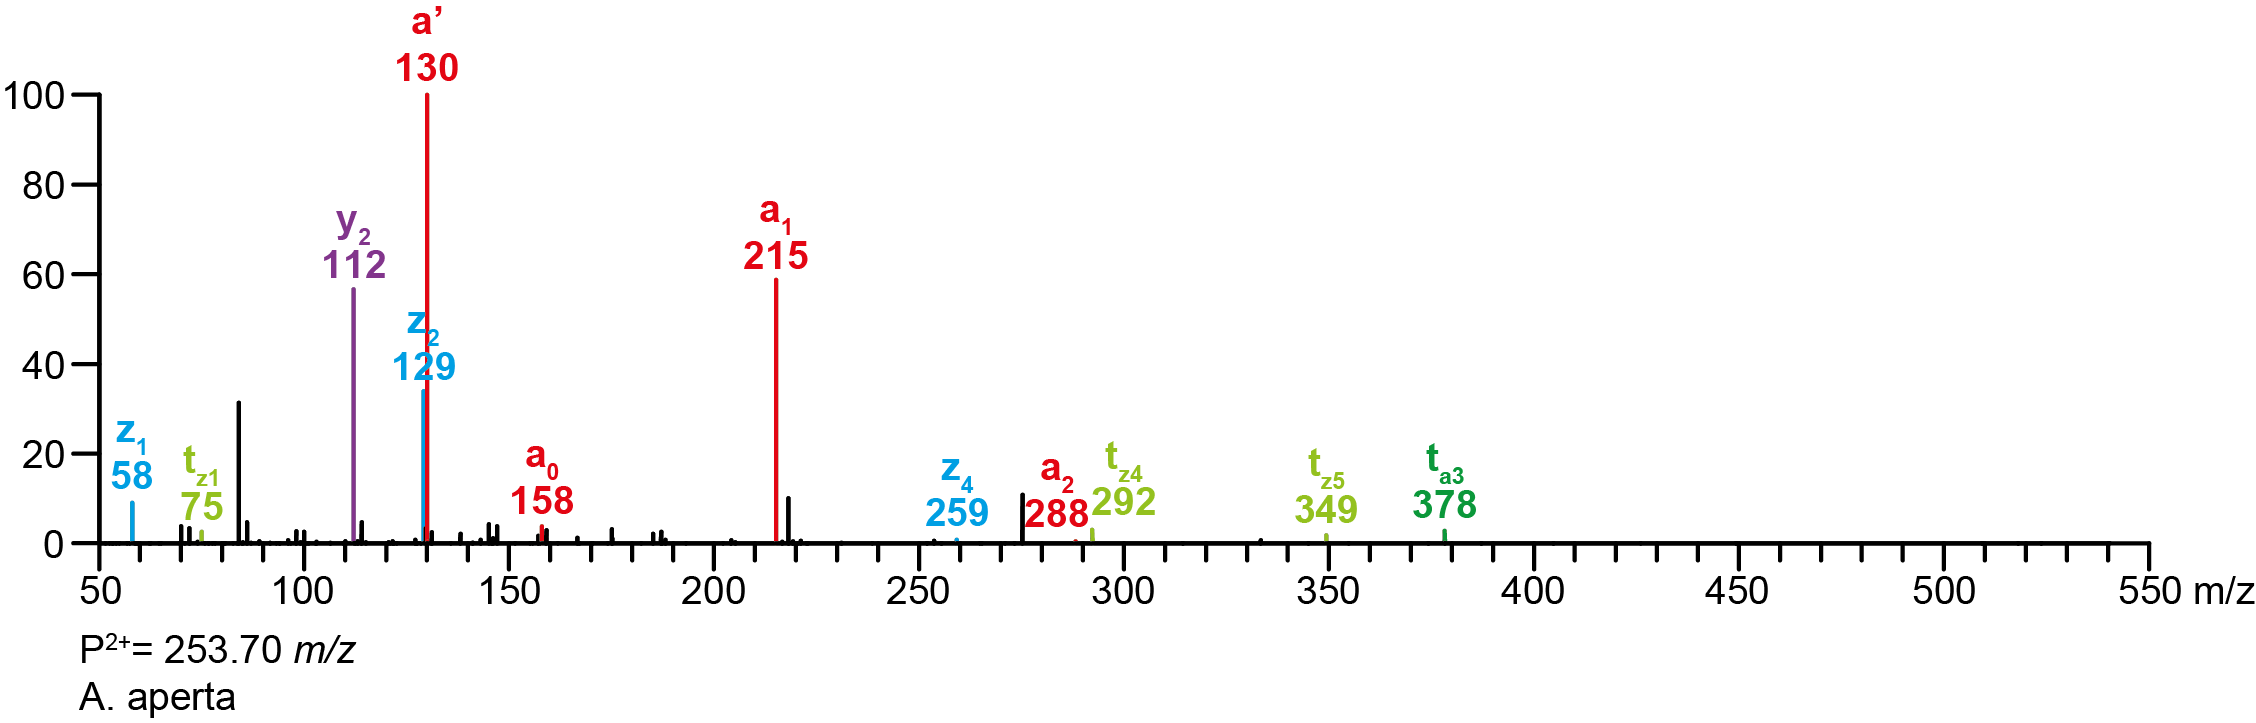 a’
130
a1
215
y2
112
z2
129
z1
58
tz1
75
a0
158
z4
259
a2
288
tz4
292
tz5
349
ta3
378
100
80
60
40
20
0
50 100 150 200 250 300 350 400 450 500 550 m/z
P2+= 253.70 m/z
A. aperta